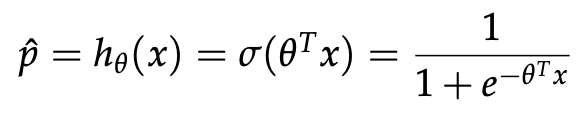 p̂ = h_θ(x) = σ(θ^T x) = 1 / (1 + e^{−θ^T x})